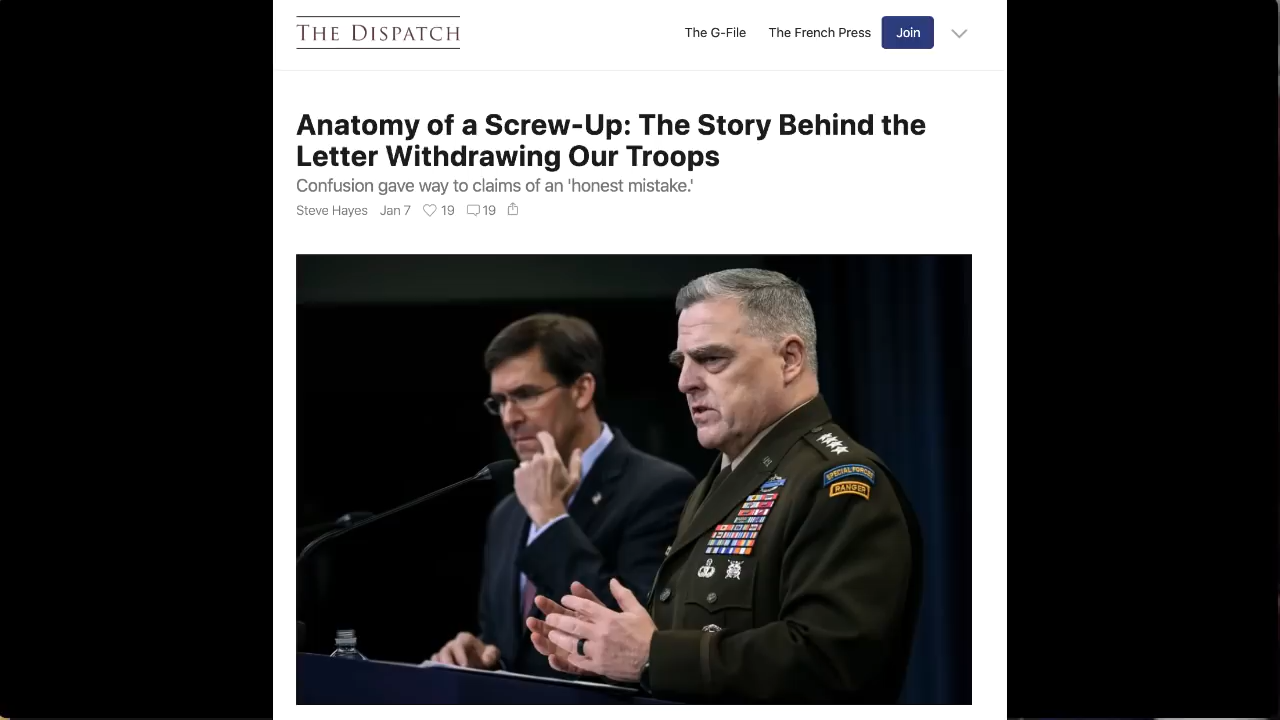 THE DISPATCH
The G-File The French Press Join
Anatomy of a Screw-Up: The Story Behind the
Letter Withdrawing Our Troops
Confusion gave way to claims of an 'honest mistake.'
Steve Hayes Jan 7 19 19
SPECIAL FORCES
RANGER